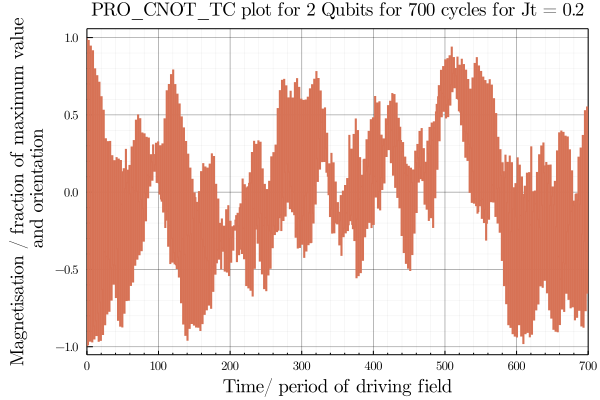 PRO_CNOT_TC plot for 2 Qubits for 700 cycles for Jt = 0.2
Magnetisation / fraction of maximum value
and orientation
1.0
0.5
0.0
−0.5
−1.0
0 100 200 300 400 500 600 700
Time/ period of driving field